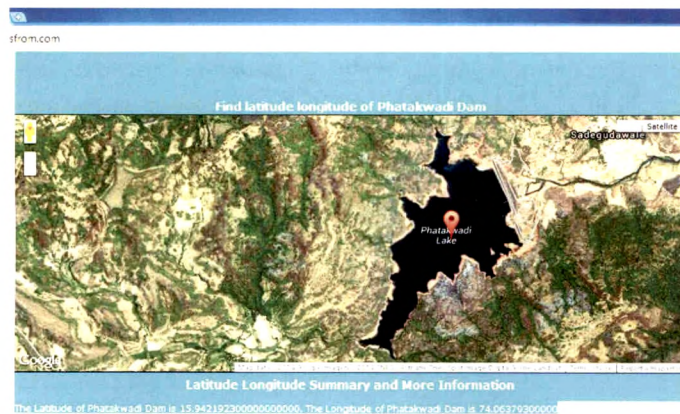 sfrom.com
Find latitude longitude of Phatakwadi Dam
Satellite
Sadegudawale
Phatakwadi
Lake
Google
Latitude Longitude Summary and More Information
The Latitude of Phatakwadi Dam is 15.942192300000000, The Longitude of Phatakwadi Dam is 74.06379300000